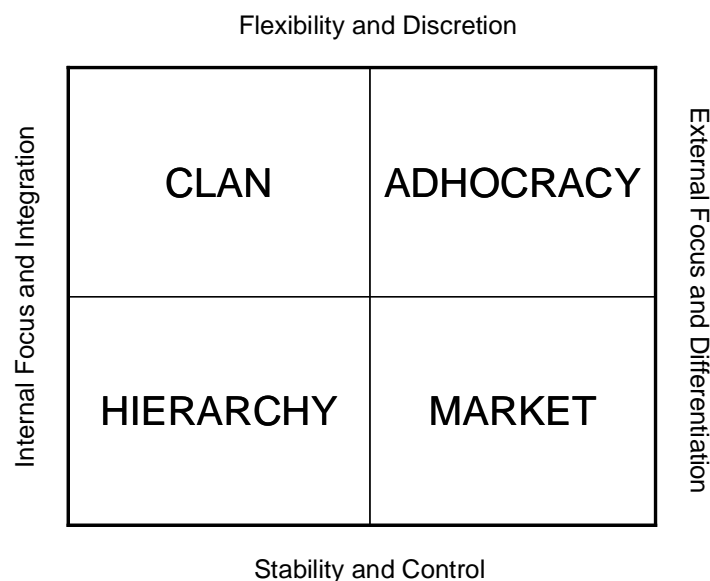 Flexibility and Discretion
Internal Focus and Integration
CLAN
ADHOCRACY
External Focus and Differentiation
HIERARCHY
MARKET
Stability and Control